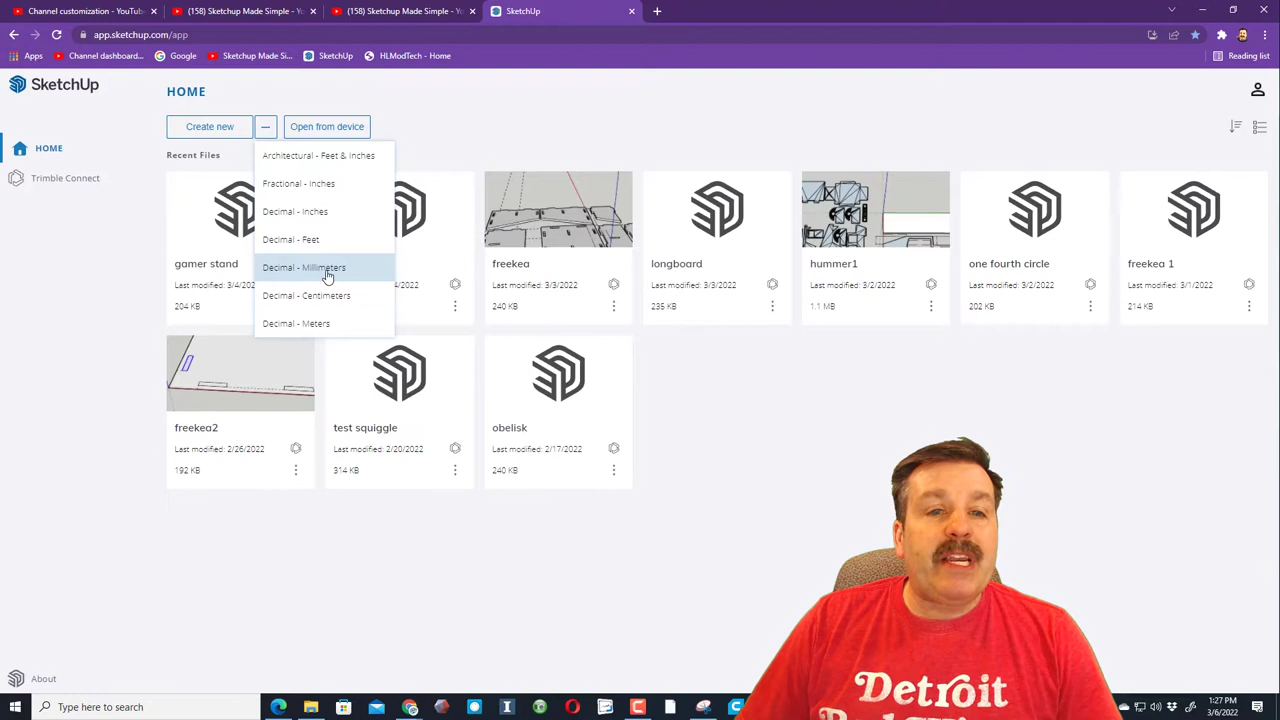 Channel customization - YouTube
(158) Sketchup Made Simple - Yo
(158) Sketchup Made Simple - Yo
SketchUp
app.sketchup.com/app
Apps
Channel dashboard...
Google
Sketchup Made Si...
SketchUp
HLModTech
Reading list
SketchUp
HOME
Create new
Open from device
HOME
Trimble Connect
Recent Files
Architectural - Feet & Inches
Fractional - Inches
Decimal - Inches
Decimal - Feet
Decimal - Millimeters
Decimal - Centimeters
Decimal - Meters
gamer stand
freekea
longboard
hummer1
one fourth circle
freekea 1
Last modified: 3/4/
/4/2022
Last modified: 3/3/2022
Last modified: 3/2/2022
Last modified: 3/2/2022
Last modified: 3/2/2022
Last modified: 3/1/2022
204 KB
240 KB
235 KB
1.1 MB
202 KB
214 KB
freekea2
test squiggle
obelisk
Last modified: 2/26/2022
Last modified: 2/20/2022
Last modified: 2/17/2022
192 KB
314 KB
240 KB
Detroit
About
Type here to search
1:27 PM
3/6/2022